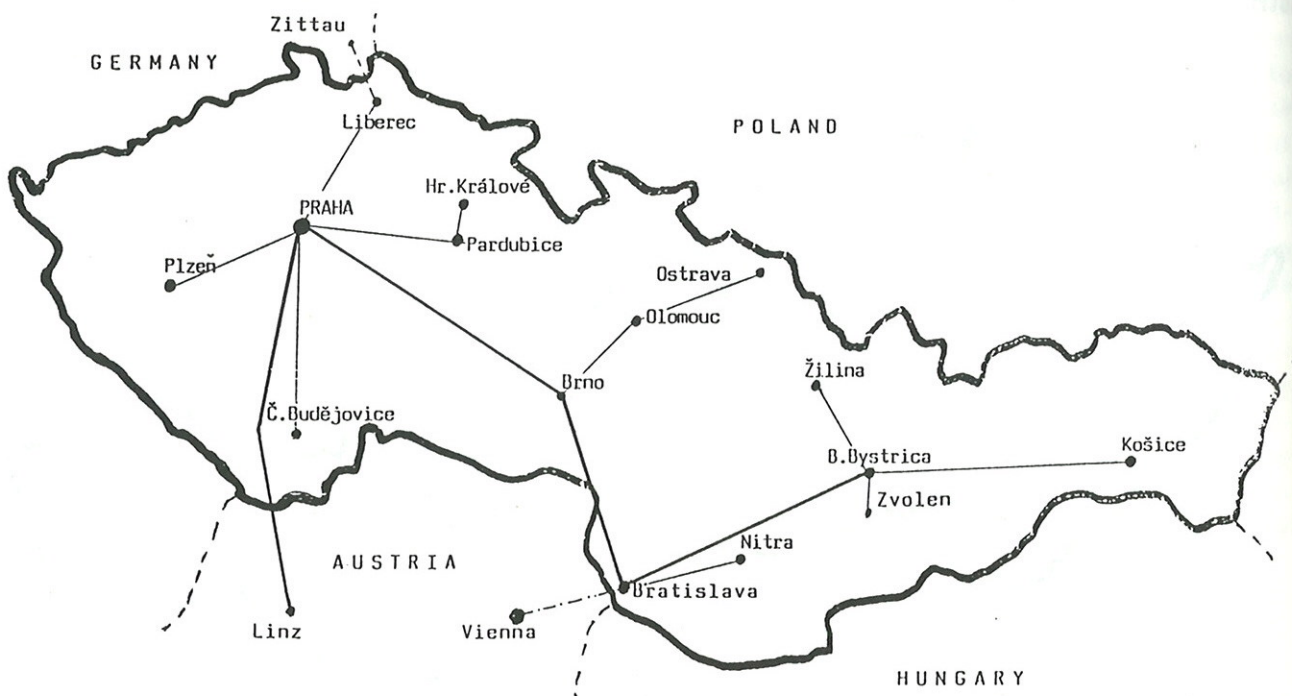 Zittau
GERMANY
Liberec
POLAND
Hr.Králové
PRAHA
Pardubice
Plzeň
Ostrava
Olomouc
Žilina
Brno
Č.Budějovice
B.Bystrica
Košice
Zvolen
Nitra
AUSTRIA
Bratislava
Linz
Vienna
HUNGARY